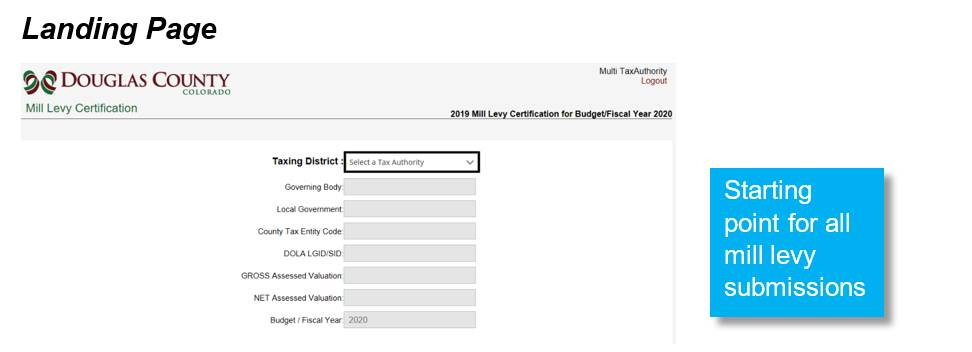 Landing Page
DOUGLAS COUNTY
COLORADO
Multi TaxAuthority
Logout
Mill Levy Certification
2019 Mill Levy Certification for Budget/Fiscal Year 2020
Taxing District : Select a Tax Authority
Governing Body:
Local Government:
County Tax Entity Code:
DOLA LGID/SID:
GROSS Assessed Valuation:
NET Assessed Valuation:
Budget / Fiscal Year: 2020
Starting
point for all
mill levy
submissions